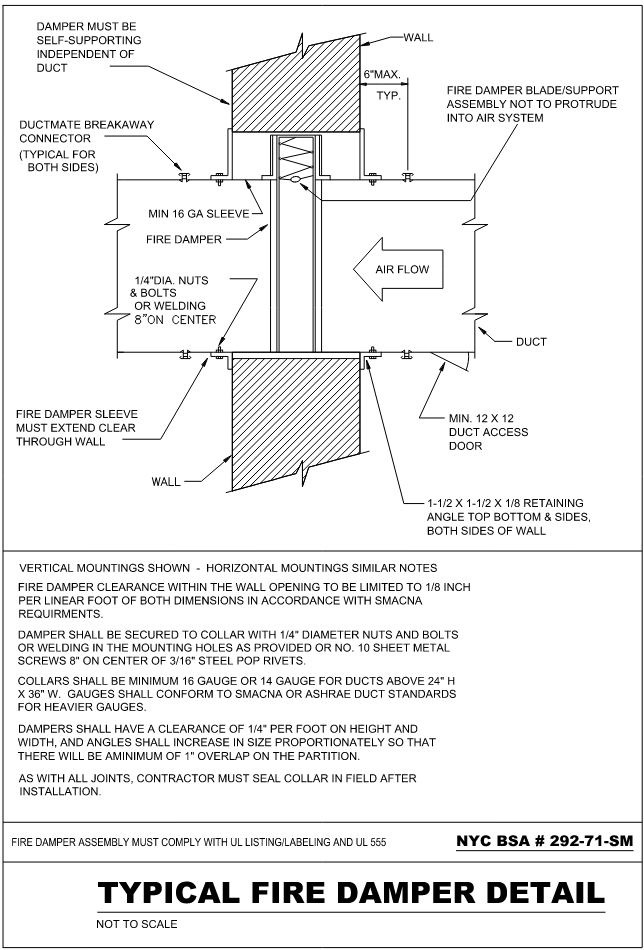 DAMPER MUST BE
SELF-SUPPORTING
INDEPENDENT OF
DUCT
WALL
6"MAX.
TYP.
FIRE DAMPER BLADE/SUPPORT
ASSEMBLY NOT TO PROTRUDE
INTO AIR SYSTEM
DUCTMATE BREAKAWAY
CONNECTOR
(TYPICAL FOR
BOTH SIDES)
MIN 16 GA SLEEVE
FIRE DAMPER
AIR FLOW
1/4"DIA. NUTS
& BOLTS
OR WELDING
8"ON CENTER
DUCT
FIRE DAMPER SLEEVE
MUST EXTEND CLEAR
THROUGH WALL
MIN. 12 X 12
DUCT ACCESS
DOOR
WALL
1-1/2 X 1-1/2 X 1/8 RETAINING
ANGLE TOP BOTTOM & SIDES,
BOTH SIDES OF WALL
VERTICAL MOUNTINGS SHOWN - HORIZONTAL MOUNTINGS SIMILAR NOTES
FIRE DAMPER CLEARANCE WITHIN THE WALL OPENING TO BE LIMITED TO 1/8 INCH
PER LINEAR FOOT OF BOTH DIMENSIONS IN ACCORDANCE WITH SMACNA
REQUIRMENTS.
DAMPER SHALL BE SECURED TO COLLAR WITH 1/4" DIAMETER NUTS AND BOLTS
OR WELDING IN THE MOUNTING HOLES AS PROVIDED OR NO. 10 SHEET METAL
SCREWS 8" ON CENTER OF 3/16" STEEL POP RIVETS.
COLLARS SHALL BE MINIMUM 16 GAUGE OR 14 GAUGE FOR DUCTS ABOVE 24" H
X 36" W. GAUGES SHALL CONFORM TO SMACNA OR ASHRAE DUCT STANDARDS
FOR HEAVIER GAUGES.
DAMPERS SHALL HAVE A CLEARANCE OF 1/4" PER FOOT ON HEIGHT AND
WIDTH, AND ANGLES SHALL INCREASE IN SIZE PROPORTIONATELY SO THAT
THERE WILL BE AMINIMUM OF 1" OVERLAP ON THE PARTITION.
AS WITH ALL JOINTS, CONTRACTOR MUST SEAL COLLAR IN FIELD AFTER
INSTALLATION.
FIRE DAMPER ASSEMBLY MUST COMPLY WITH UL LISTING/LABELING AND UL 555
NYC BSA # 292-71-SM
TYPICAL FIRE DAMPER DETAIL
NOT TO SCALE